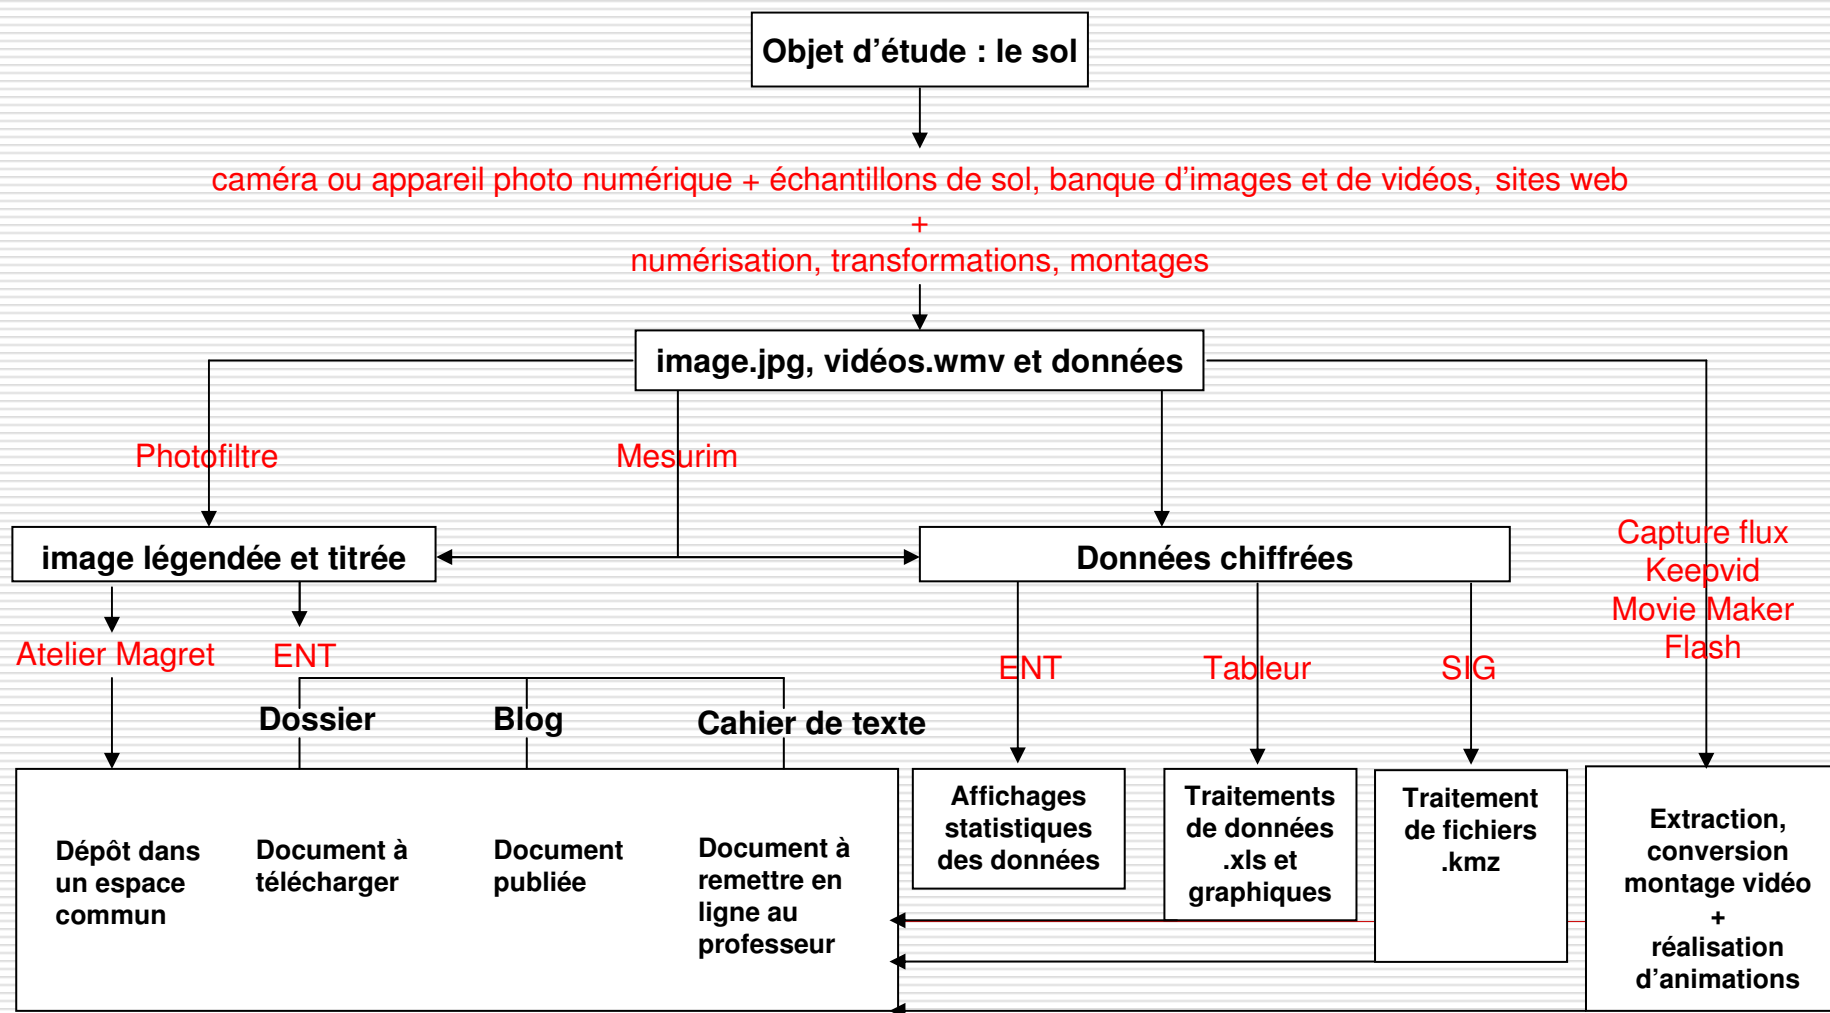 Objet d’étude : le sol
caméra ou appareil photo numérique + échantillons de sol, banque d’images et de vidéos, sites web
+
numérisation, transformations, montages
image.jpg, vidéos.wmv et données
Photofiltre
Mesurim
image légendée et titrée
Données chiffrées
Capture flux
Keepvid
Movie Maker
Flash
Atelier Magret
ENT
ENT
Tableur
SIG
Dossier
Blog
Cahier de texte
Dépôt dans
un espace
commun
Document à
télécharger
Document
publiée
Document à
remettre en
ligne au
professeur
Affichages
statistiques
des données
Traitements
de données
.xls et
graphiques
Traitement
de fichiers
.kmz
Extraction,
conversion
montage vidéo
+
réalisation
d’animations